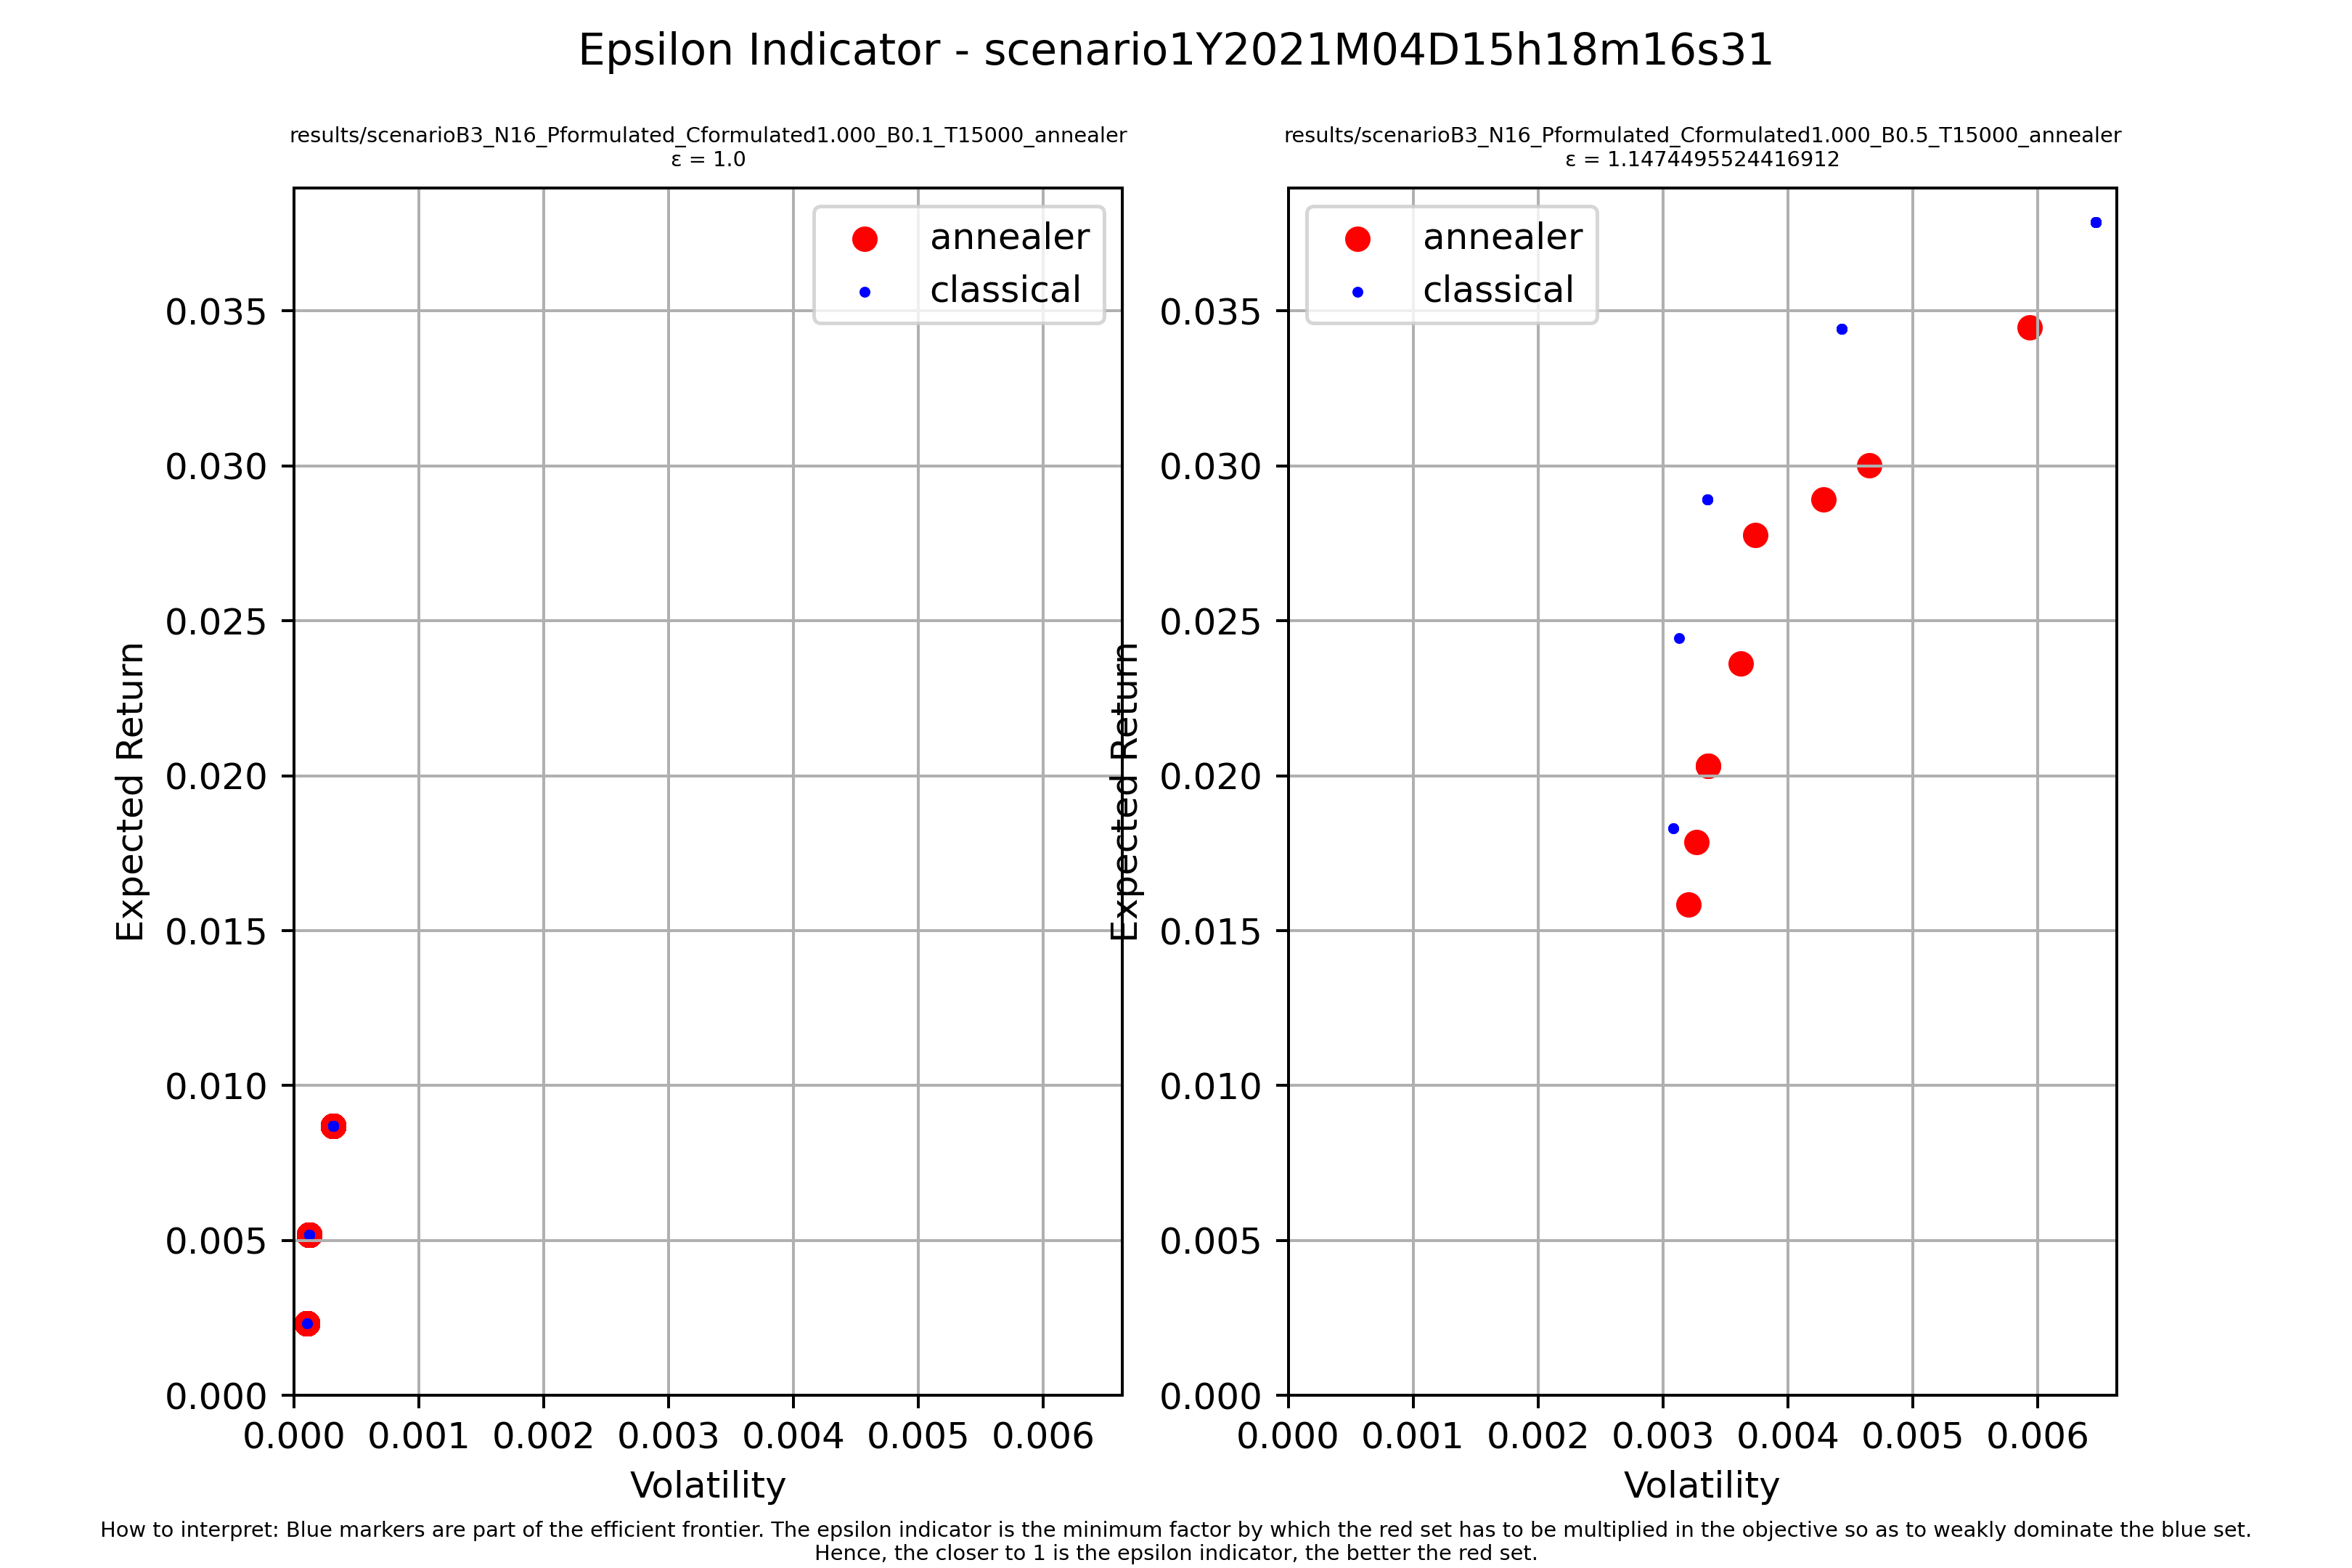 Epsilon Indicator - scenario1Y2021M04D15h18m16s31
results/scenarioB3_N16_Pformulated_Cformulated1.000_B0.1_T15000_annealer
ε = 1.0
annealer
classical
0.035
0.030
0.025
0.020
0.015
0.010
0.005
0.000
Expected Return
0.000 0.001 0.002 0.003 0.004 0.005 0.006
Volatility
results/scenarioB3_N16_Pformulated_Cformulated1.000_B0.5_T15000_annealer
ε = 1.1474495524416912
annealer
classical
0.035
0.030
0.025
0.020
0.015
0.010
0.005
0.000
Expected Return
0.000 0.001 0.002 0.003 0.004 0.005 0.006
Volatility
How to interpret: Blue markers are part of the efficient frontier. The epsilon indicator is the minimum factor by which the red set has to be multiplied in the objective so as to weakly dominate the blue set.
Hence, the closer to 1 is the epsilon indicator, the better the red set.